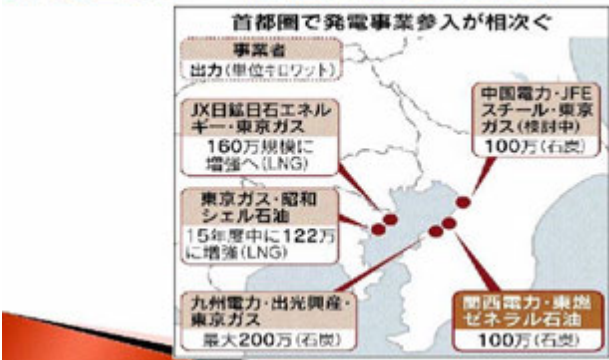 首都圏で発電事業参入が相次ぐ
事業者
出力(単位キロワット)
JX日鉱日石エネル
ギー・東京ガス
160万規模に
増強へ(LNG)
東京ガス・昭和
シェル石油
15年度中に122万
に増強(LNG)
九州電力・出光興産・
東京ガス
最大200万(石炭)
中国電力・JFE
スチール・東京
ガス(検討中)
100万(石炭)
関西電力・東燃
ゼネラル石油
100万(石炭)